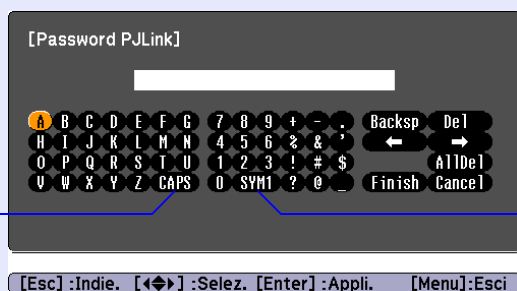 [Password PJLink]
A B C D E F G 7 8 9 + - . Backsp Del
H I J K L M N 4 5 6 % & ' ← →
O P Q R S T U 1 2 3 ! # $ AllDel
V W X Y Z CAPS 0 SYM1 ? @ _ Finish Cancel
[Esc] :Indie. [◂◆▸] :Selez. [Enter] :Appli. [Menu]:Esci